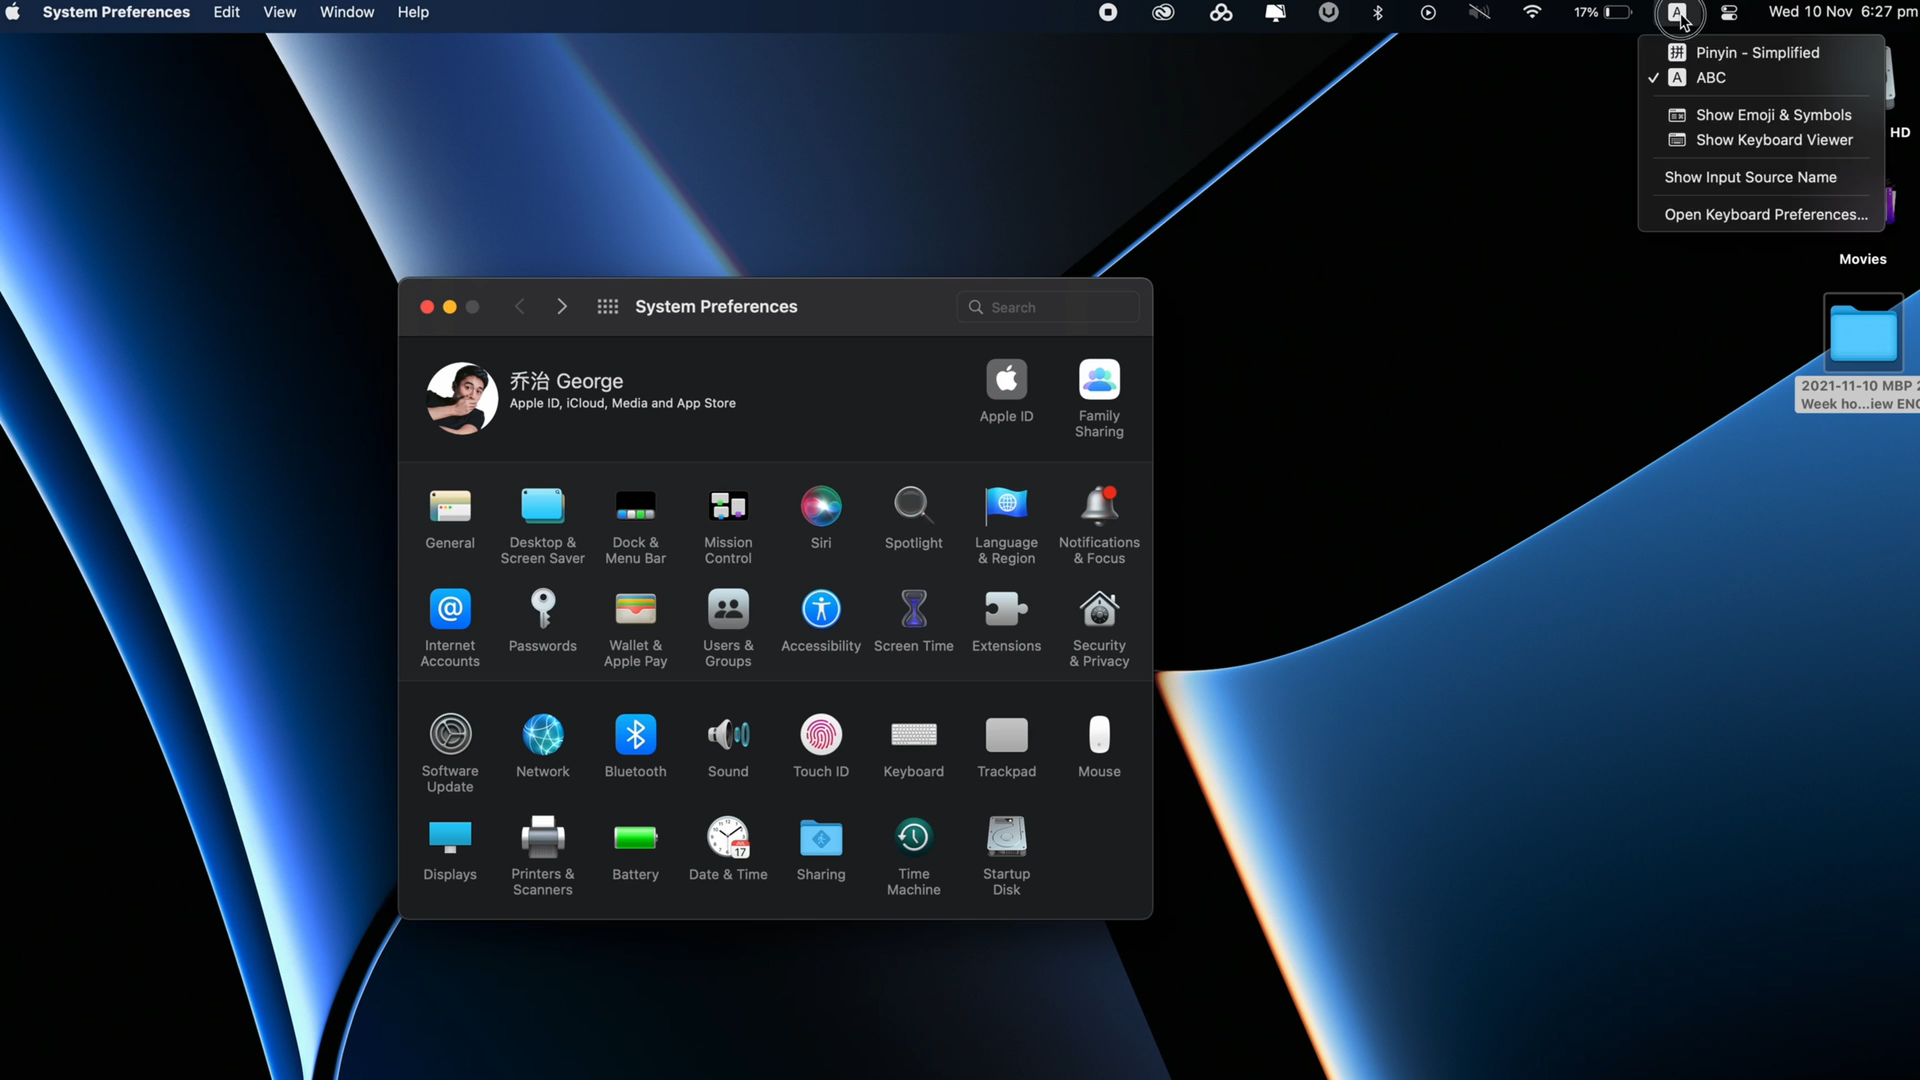 System Preferences Edit View Window Help
17% A Wed 10 Nov 6:27 pm
拼 Pinyin - Simplified
✓ A ABC
Show Emoji & Symbols
Show Keyboard Viewer
Show Input Source Name
Open Keyboard Preferences...
HD
Movies
2021-11-10 MBP 2
Week ho...iew ENG
System Preferences
Search
乔治 George
Apple ID, iCloud, Media and App Store
Apple ID
Family
Sharing
General
Desktop &
Screen Saver
Dock &
Menu Bar
Mission
Control
Siri
Spotlight
Language
& Region
Notifications
& Focus
Internet
Accounts
Passwords
Wallet &
Apple Pay
Users &
Groups
Accessibility
Screen Time
Extensions
Security
& Privacy
Software
Update
Network
Bluetooth
Sound
Touch ID
Keyboard
Trackpad
Mouse
Displays
Printers &
Scanners
Battery
17
Date & Time
Sharing
Time
Machine
Startup
Disk